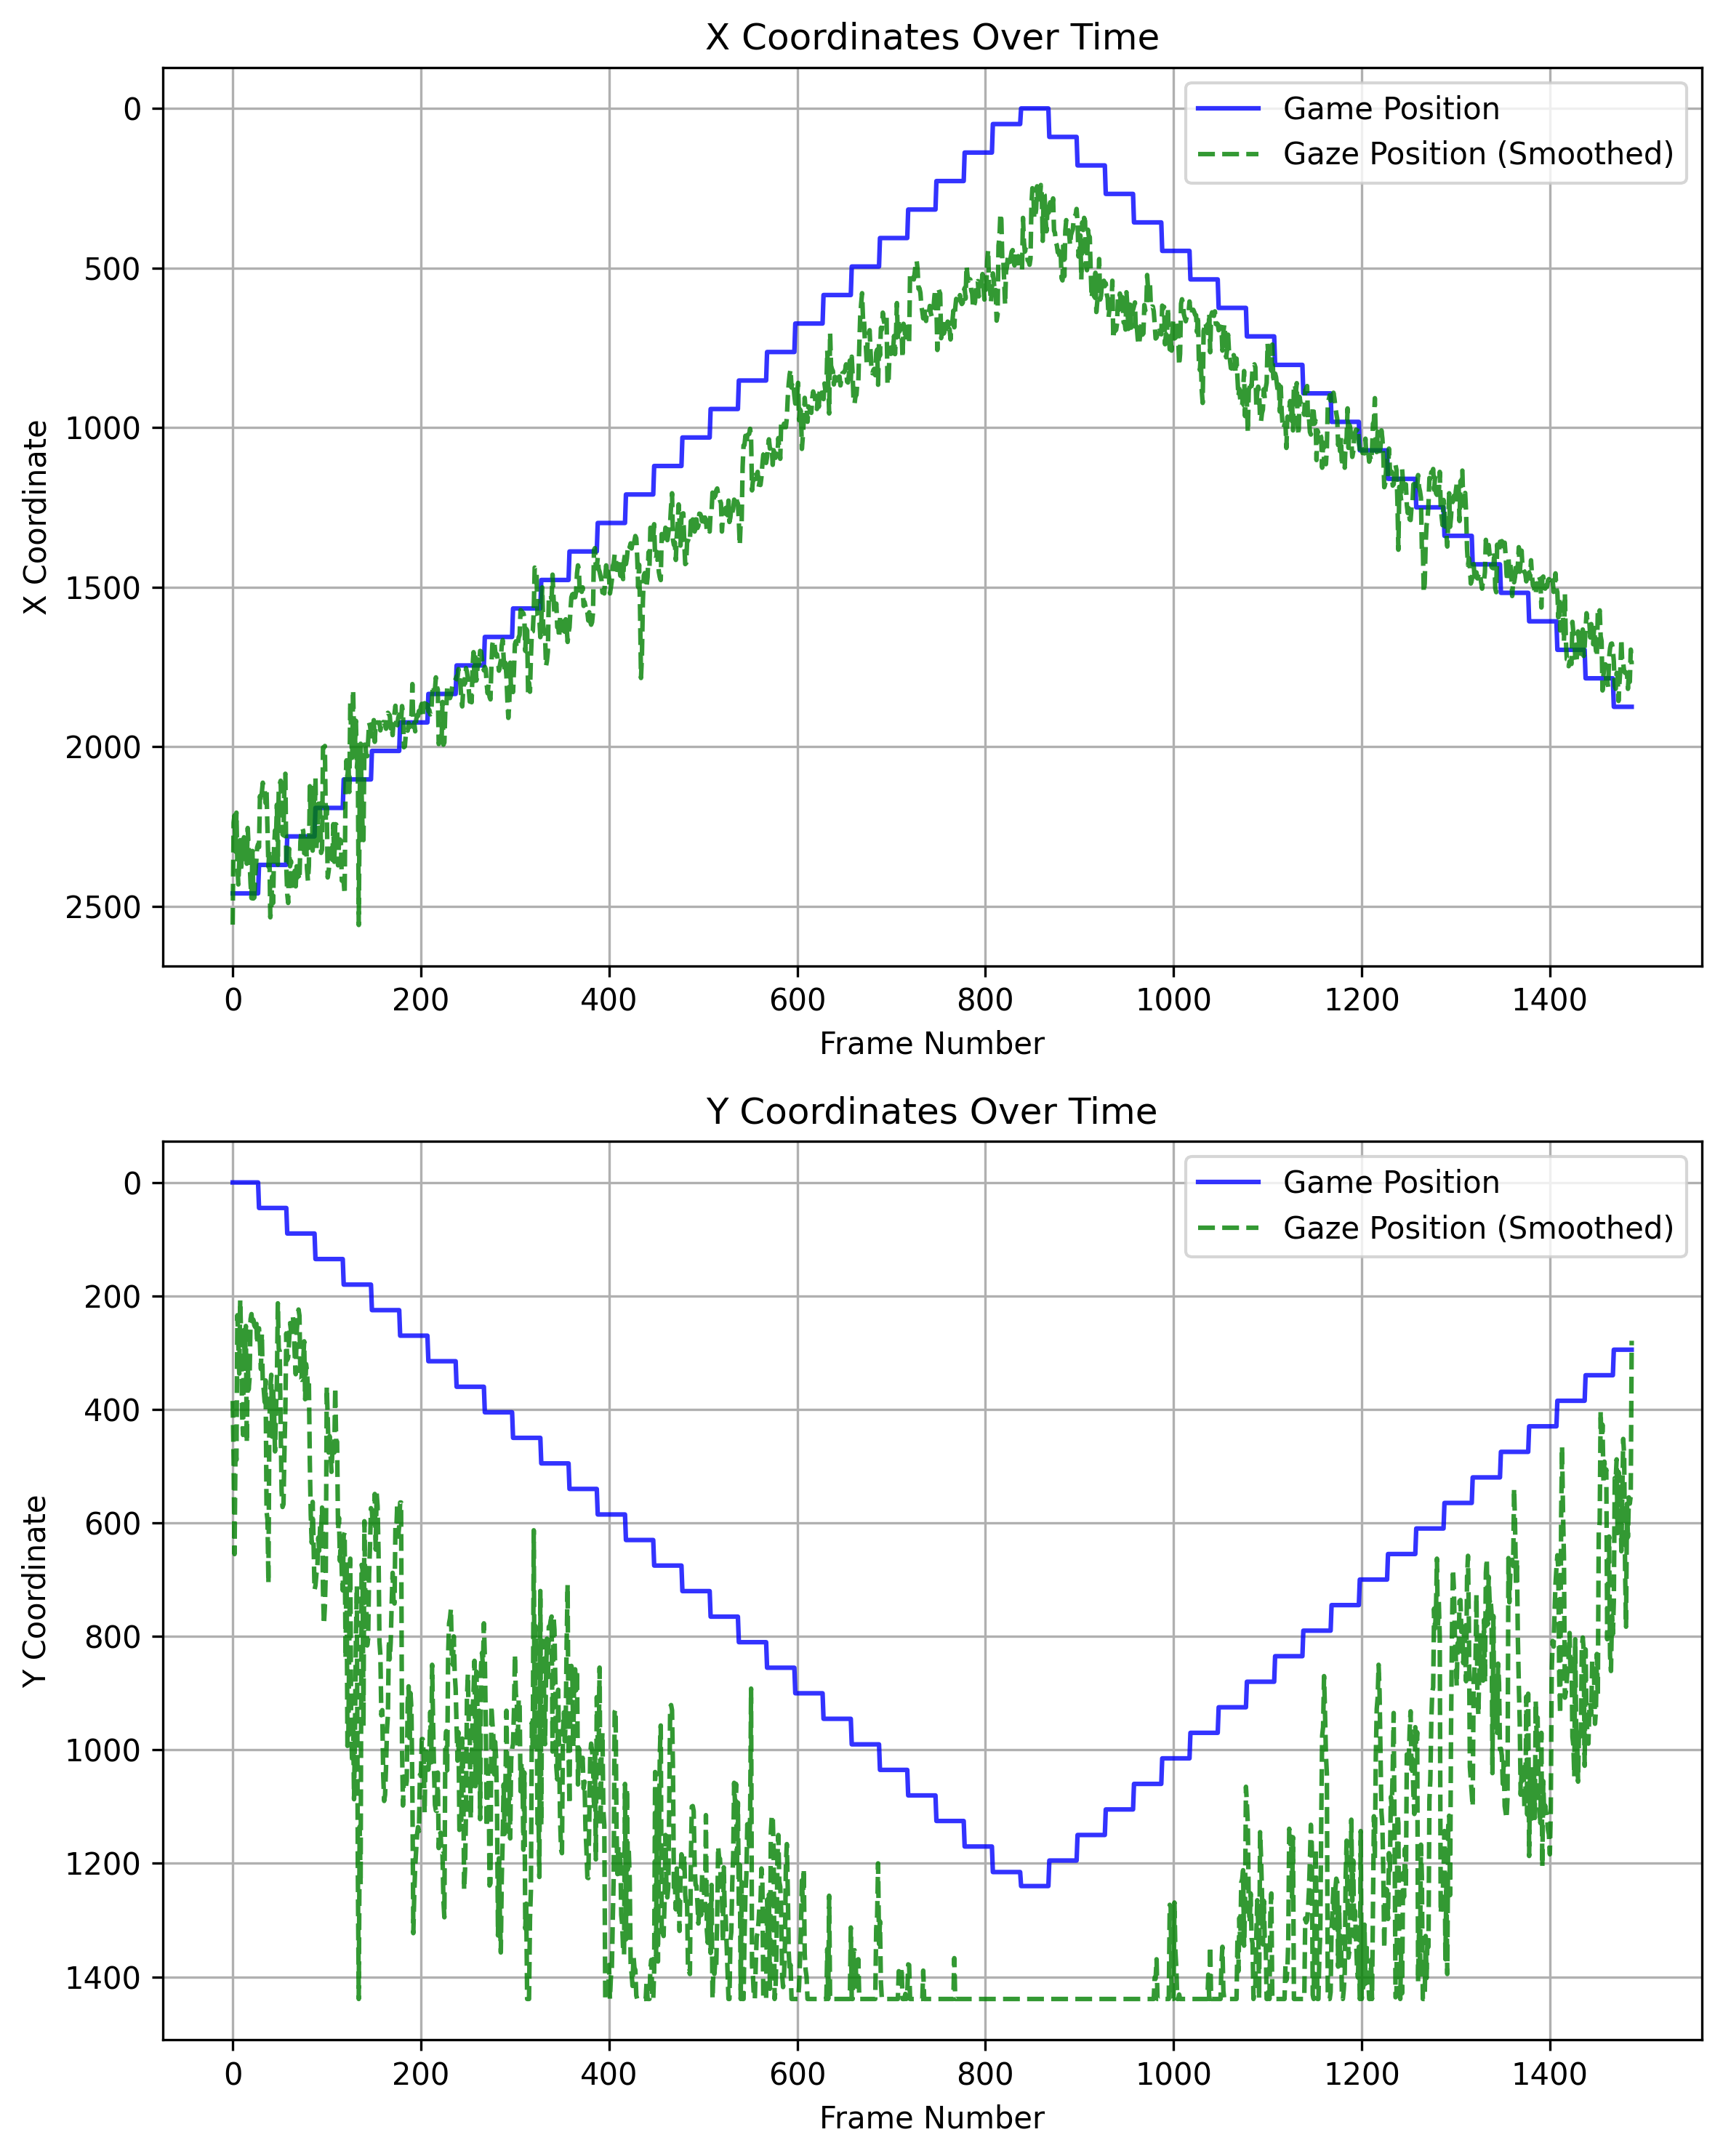 X Coordinates Over Time
Game Position
Gaze Position (Smoothed)
X Coordinate
0
500
1000
1500
2000
2500
0 200 400 600 800 1000 1200 1400
Frame Number
Y Coordinates Over Time
Game Position
Gaze Position (Smoothed)
Y Coordinate
0
200
400
600
800
1000
1200
1400
0 200 400 600 800 1000 1200 1400
Frame Number